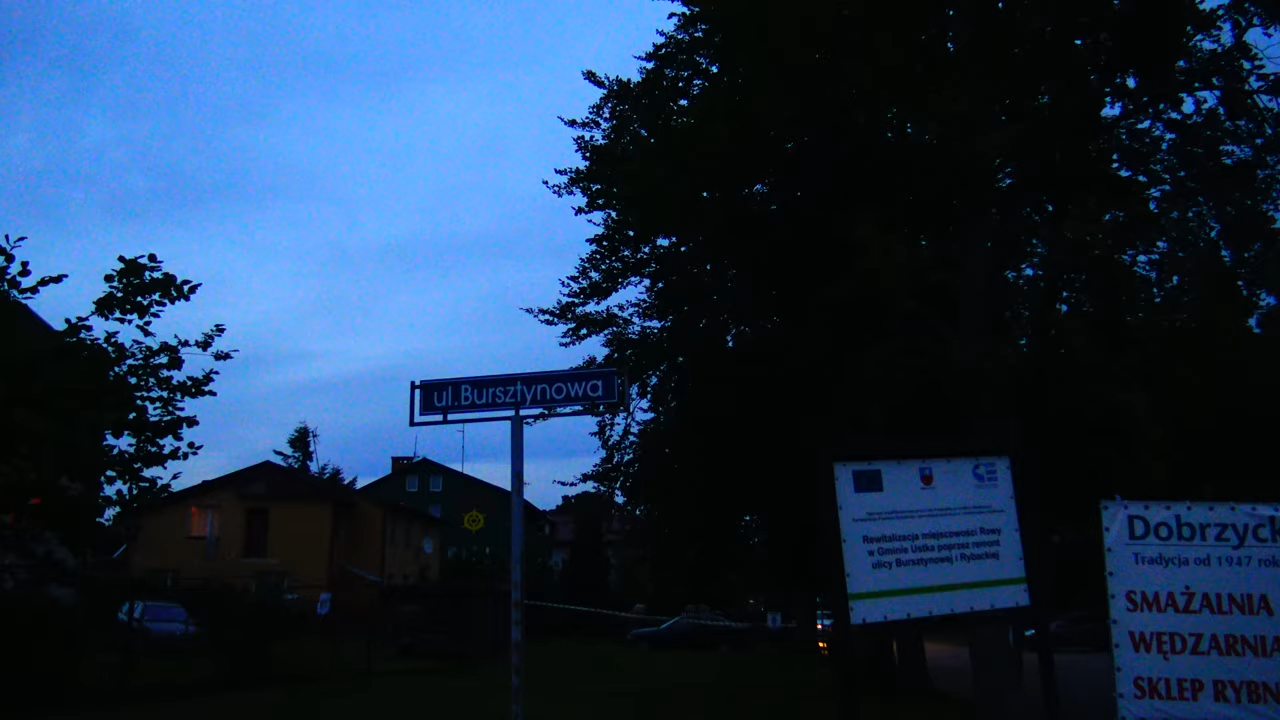 ul.Bursztynowa
Rewitalizacja miejscowości Rowy
w Gminie Ustka poprzez remont
ulicy Bursztynowej i Rybackiej
Dobrzyck
Tradycja od 1947 rok
SMAŻALNIA
WĘDZARNIA
SKLEP RYBN